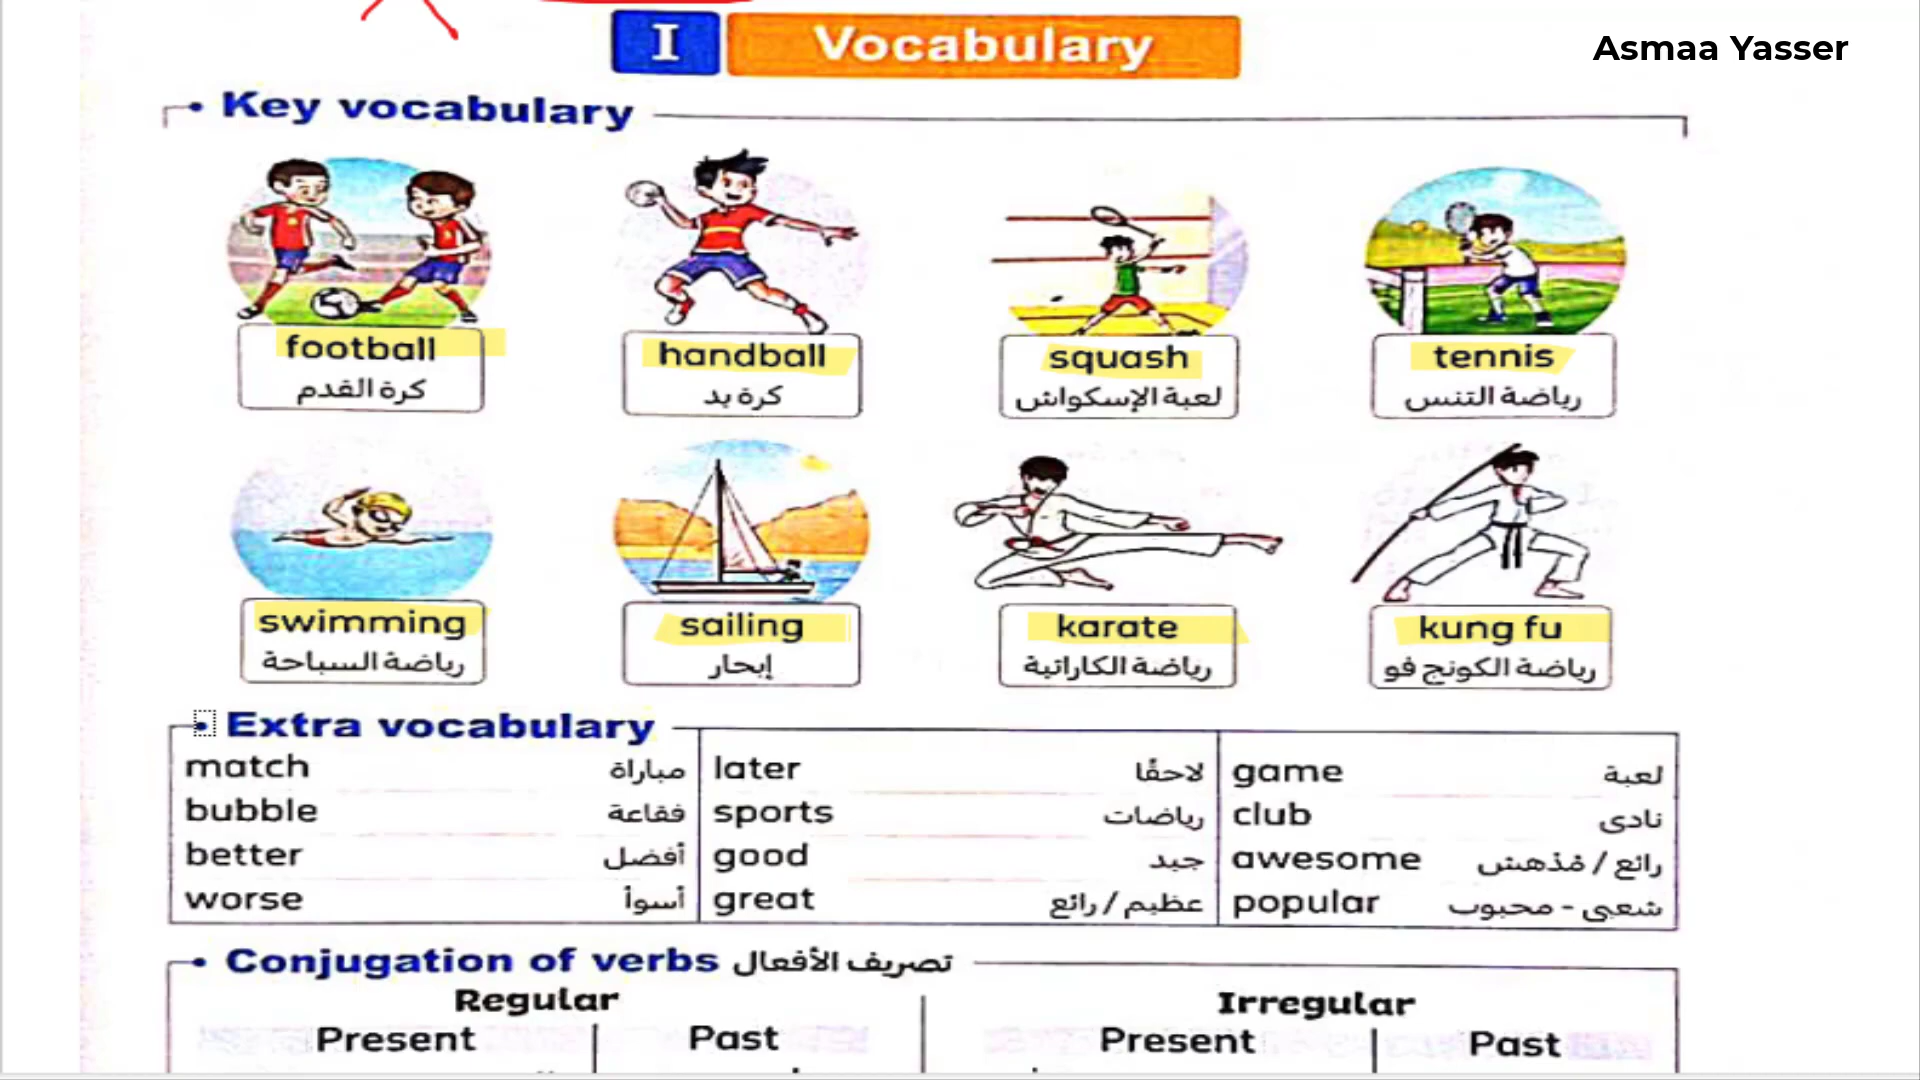 Asmaa Yasser
I Vocabulary
• Key vocabulary
football handball squash tennis
كرة القدم كرة يد لعبة الإسكواش رياضة التنس
swimming sailing karate kung fu
رياضة السباحة إبحار رياضة الكاراتية رياضة الكونج فو
• Extra vocabulary
match مباراة later لاحقًا game لعبة
bubble فقاعة sports رياضات club نادى
better أفضل good جيد awesome رائع / مُذهش
worse أسوأ great عظيم / رائع popular شعبى - محبوب
• Conjugation of verbs تصريف الأفعال
Regular Irregular
Present Past Present Past